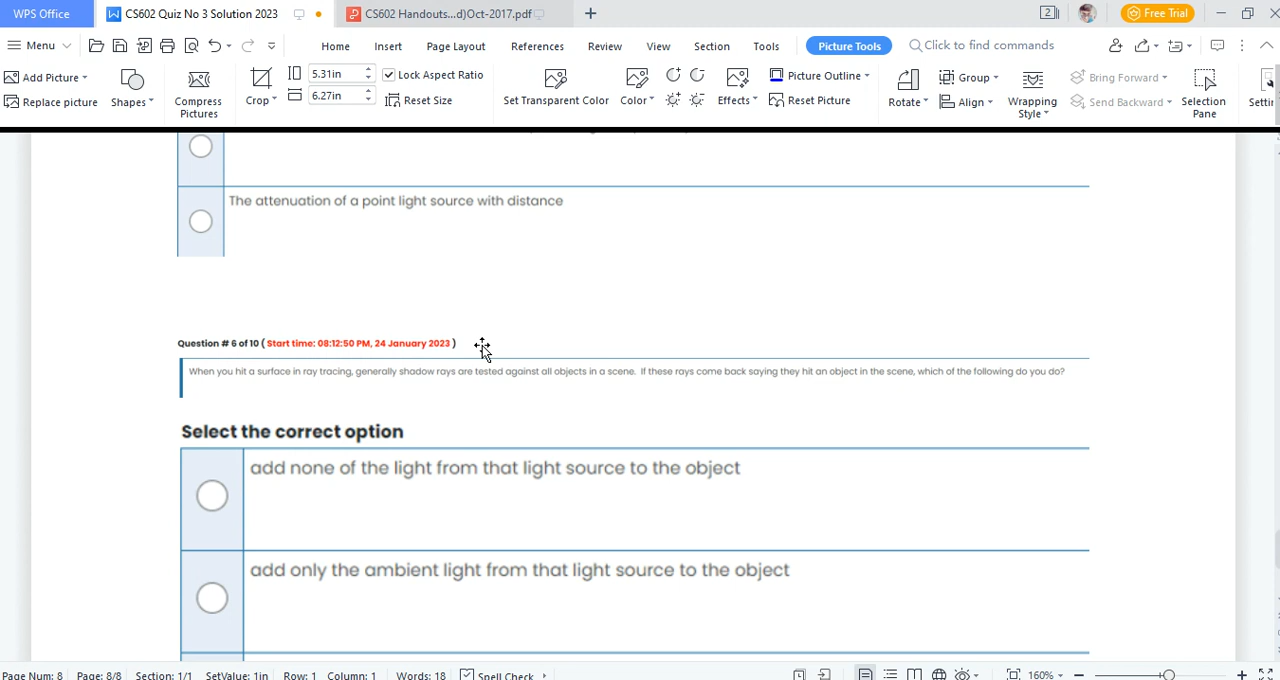 WPS Office CS602 Quiz No 3 Solution 2023 CS602 Handouts...d)Oct-2017.pdf Free Trial
Menu Home Insert Page Layout References Review View Section Tools Picture Tools Click to find commands
Add Picture Replace picture Shapes Compress Pictures Crop 5.31in 6.27in Lock Aspect Ratio Reset Size Set Transparent Color Color Effects Picture Outline Reset Picture Rotate Group Align Wrapping Style Bring Forward Send Backward Selection Pane
The attenuation of a point light source with distance
Question # 6 of 10 ( Start time: 08:12:50 PM, 24 January 2023 )
When you hit a surface in ray tracing, generally shadow rays are tested against all objects in a scene. If these rays come back saying they hit an object in the scene, which of the following do you do?
Select the correct option
add none of the light from that light source to the object
add only the ambient light from that light source to the object
Page Num: 8 Page: 8/8 Section: 1/1 SetValue: 1in Row: 1 Column: 1 Words: 18 Spell Check 160%